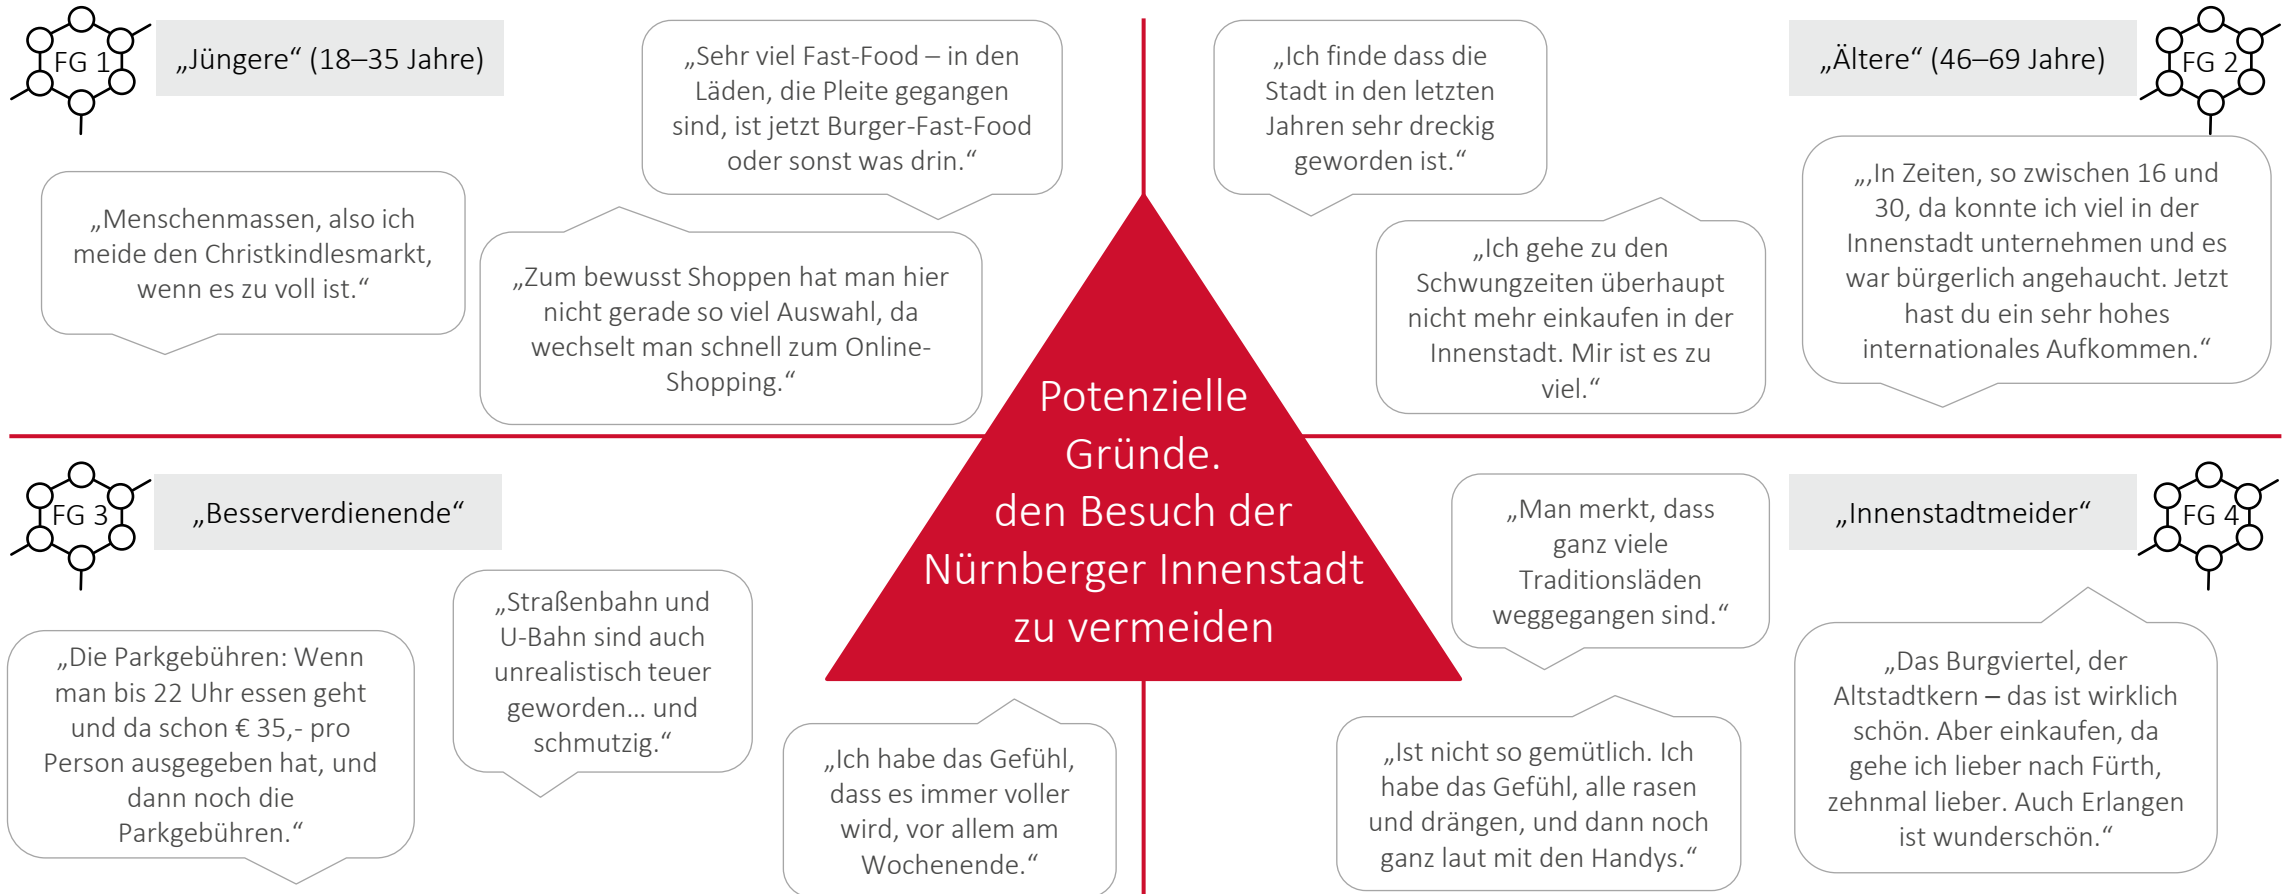 FG 1
„Jüngere“ (18–35 Jahre)
„Sehr viel Fast-Food – in den
Läden, die Pleite gegangen
sind, ist jetzt Burger-Fast-Food
oder sonst was drin.“
„Menschenmassen, also ich
meide den Christkindlesmarkt,
wenn es zu voll ist.“
„Zum bewusst Shoppen hat man hier
nicht gerade so viel Auswahl, da
wechselt man schnell zum Online-
Shopping.“
„Ältere“ (46–69 Jahre)
FG 2
„Ich finde dass die
Stadt in den letzten
Jahren sehr dreckig
geworden ist.“
„Ich gehe zu den
Schwungzeiten überhaupt
nicht mehr einkaufen in der
Innenstadt. Mir ist es zu
viel.“
„,In Zeiten, so zwischen 16 und
30, da konnte ich viel in der
Innenstadt unternehmen und es
war bürgerlich angehaucht. Jetzt
hast du ein sehr hohes
internationales Aufkommen.“
Potenzielle
Gründe.
den Besuch der
Nürnberger Innenstadt
zu vermeiden
FG 3
„Besserverdienende“
„Die Parkgebühren: Wenn
man bis 22 Uhr essen geht
und da schon € 35,- pro
Person ausgegeben hat, und
dann noch die
Parkgebühren.“
„Straßenbahn und
U-Bahn sind auch
unrealistisch teuer
geworden… und
schmutzig.“
„Ich habe das Gefühl,
dass es immer voller
wird, vor allem am
Wochenende.“
„Innenstadtmeider“
FG 4
„Man merkt, dass
ganz viele
Traditionsläden
weggegangen sind.“
„Ist nicht so gemütlich. Ich
habe das Gefühl, alle rasen
und drängen, und dann noch
ganz laut mit den Handys.“
„Das Burgviertel, der
Altstadtkern – das ist wirklich
schön. Aber einkaufen, da
gehe ich lieber nach Fürth,
zehnmal lieber. Auch Erlangen
ist wunderschön.“